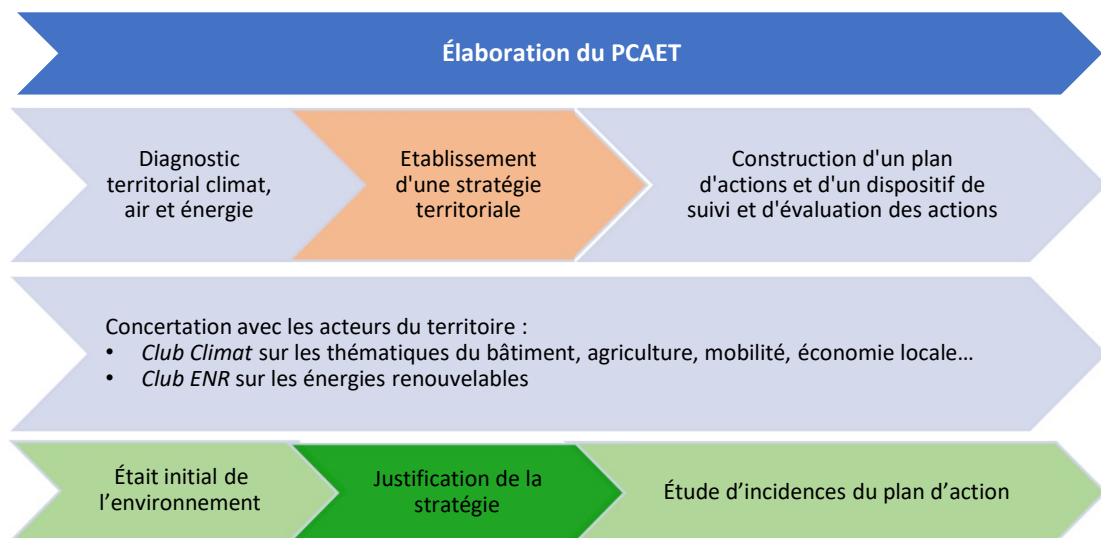 Élaboration du PCAET
Diagnostic
territorial climat,
air et énergie
Etablissement
d'une stratégie
territoriale
Construction d'un plan
d'actions et d'un dispositif de
suivi et d'évaluation des actions
Concertation avec les acteurs du territoire :
• Club Climat sur les thématiques du bâtiment, agriculture, mobilité, économie locale…
• Club ENR sur les énergies renouvelables
Était initial de
l’environnement
Justification de la
stratégie
Étude d’incidences du plan d’action